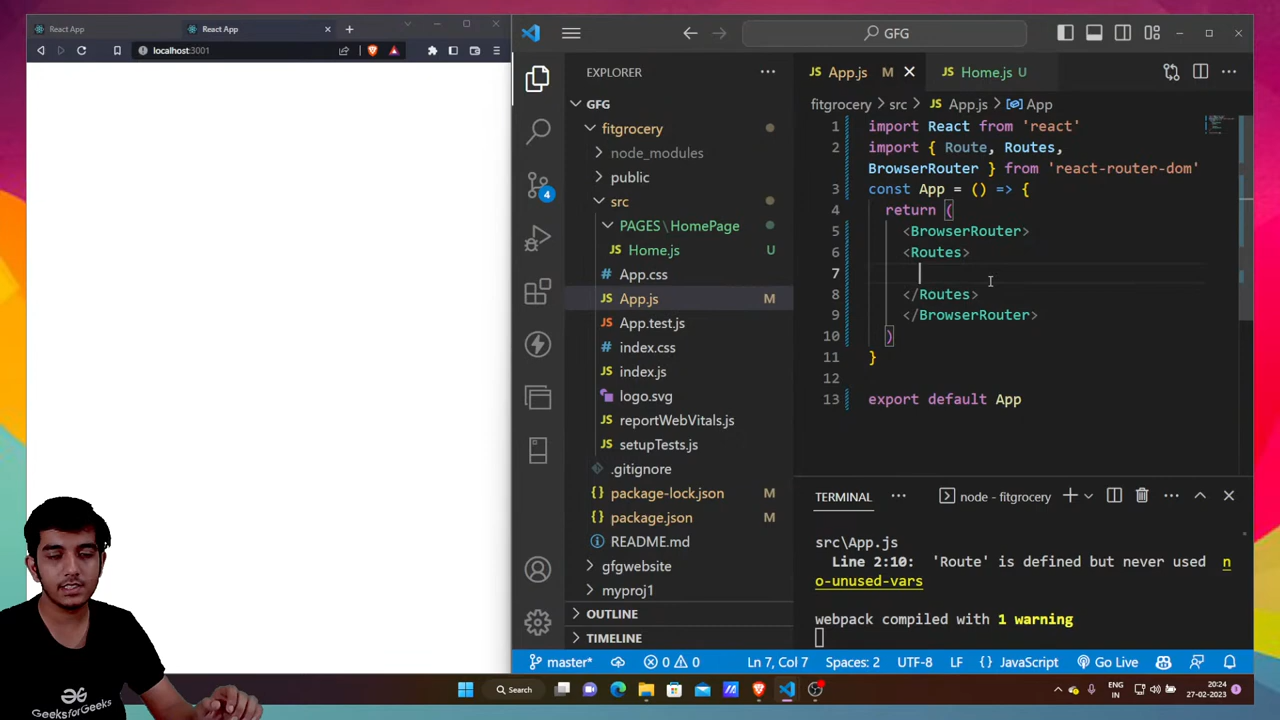 React App
React App
localhost:3001
GFG
EXPLORER
GFG
fitgrocery
node_modules
public
src
PAGES\HomePage
Home.js U
App.css
App.js M
App.test.js
index.css
index.js
logo.svg
reportWebVitals.js
setupTests.js
.gitignore
package-lock.json M
package.json M
README.md
gfgwebsite
myproj1
OUTLINE
TIMELINE
4
App.js M
Home.js U
fitgrocery > src > App.js > App
1 import React from 'react'
2 import { Route, Routes,
BrowserRouter } from 'react-router-dom'
3 const App = () => {
4 return (
5 <BrowserRouter>
6 <Routes>
7
8 </Routes>
9 </BrowserRouter>
10 )
11 }
12
13 export default App
TERMINAL
node - fitgrocery
src\App.js
Line 2:10: 'Route' is defined but never used n
o-unused-vars
webpack compiled with 1 warning
master*
0 0
Ln 7, Col 7
Spaces: 2
UTF-8
LF
{ } JavaScript
Go Live
Search
ENG
IN
20:24
27-02-2023
GeeksforGeeks